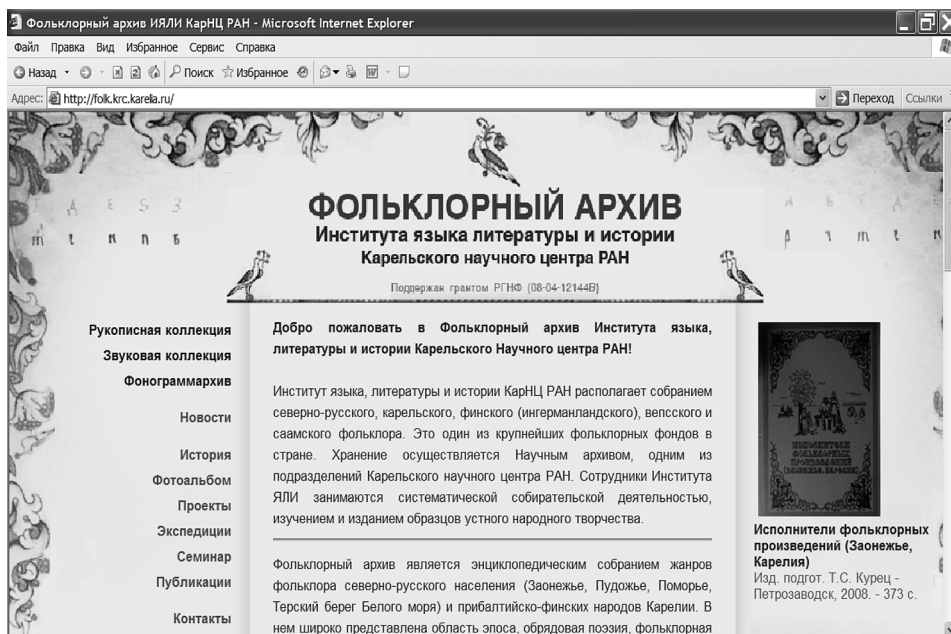 Фольклорный архив ИЯЛИ КарНЦ РАН - Microsoft Internet Explorer
Файл Правка Вид Избранное Сервис Справка
Назад Поиск Избранное
Адрес: http://folk.krc.karelia.ru/ Переход Ссылки
ФОЛЬКЛОРНЫЙ АРХИВ
Института языка литературы и истории
Карельского научного центра РАН
Поддержан грантом РГНФ (08-04-12144В)
Рукописная коллекция
Звуковая коллекция
Фонограммархив
Новости
История
Фотоальбом
Проекты
Экспедиции
Семинар
Публикации
Контакты
Добро пожаловать в Фольклорный архив Института языка,
литературы и истории Карельского Научного центра РАН!
Институт языка, литературы и истории КарНЦ РАН располагает собранием
северно-русского, карельского, финского (ингерманландского), вепсского и
саамского фольклора. Это один из крупнейших фольклорных фондов в
стране. Хранение осуществляется Научным архивом, одним из
подразделений Карельского научного центра РАН. Сотрудники Института
ЯЛИ занимаются систематической собирательской деятельностью,
изучением и изданием образцов устного народного творчества.
Фольклорный архив является энциклопедическим собранием жанров
фольклора северно-русского населения (Заонежье, Пудожье, Поморье,
Терский берег Белого моря) и прибалтийско-финских народов Карелии. В
нем широко представлена область эпоса, обрядовая поэзия, фольклорная
ИСПОЛНИТЕЛИ
ФОЛЬКЛОРНЫХ
ПРОИЗВЕДЕНИЙ
(ЗАОНЕЖЬЕ, КАРЕЛИЯ)
Исполнители фольклорных
произведений (Заонежье,
Карелия)
Изд. подгот. Т.С. Курец -
Петрозаводск, 2008. - 373 с.